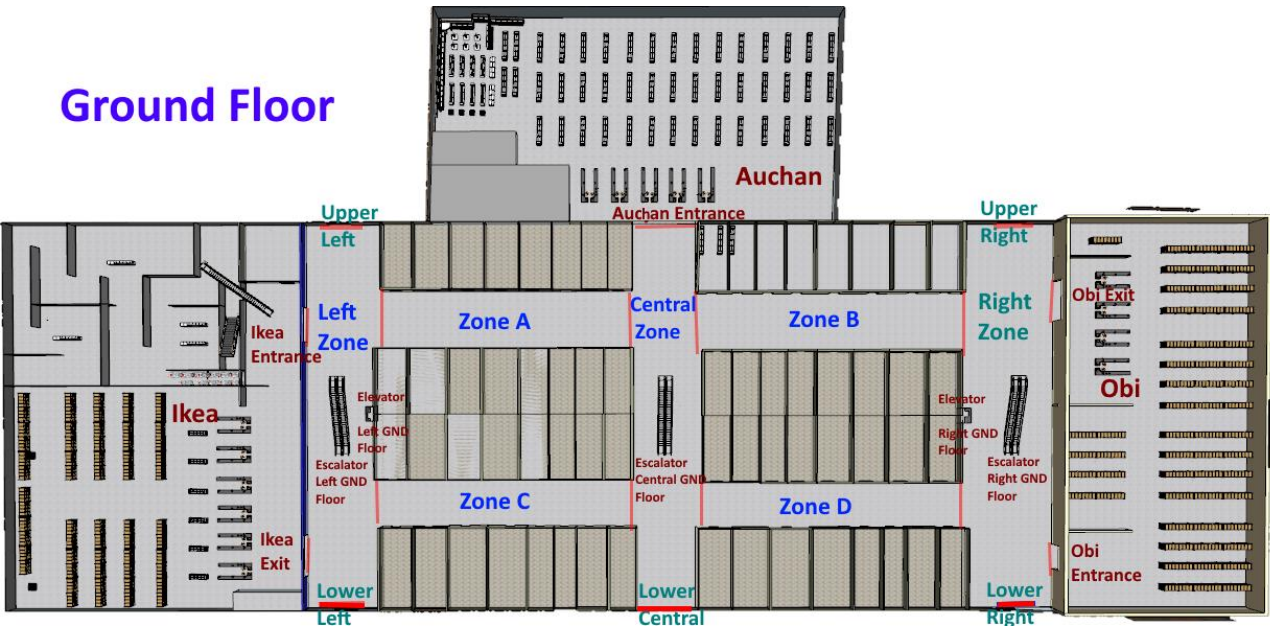 Ground Floor
Auchan
Auchan Entrance
Upper
Left
Upper
Right
Left
Zone
Zone A
Central
Zone
Zone B
Right
Zone
Obi Exit
Ikea
Entrance
Ikea
Obi
Elevator
Left GND
Floor
Escalator
Left GND
Floor
Escalator
Central GND
Floor
Elevator
Right GND
Floor
Escalator
Right GND
Floor
Zone C
Zone D
Ikea
Exit
Obi
Entrance
Lower
Left
Lower
Central
Lower
Right